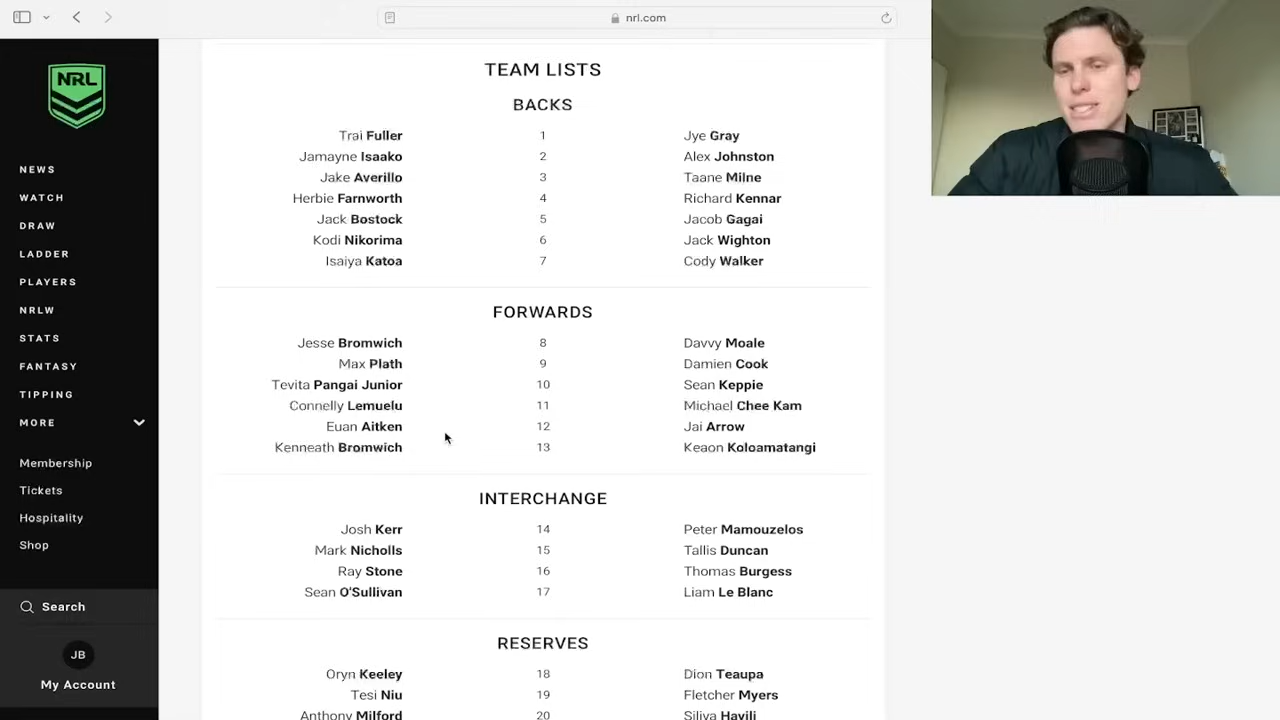 nrl.com
NRL
NEWS
WATCH
DRAW
LADDER
PLAYERS
NRLW
STATS
FANTASY
TIPPING
MORE
Membership
Tickets
Hospitality
Shop
Search
JB
My Account
TEAM LISTS
BACKS
Trai Fuller 1 Jye Gray
Jamayne Isaako 2 Alex Johnston
Jake Averillo 3 Taane Milne
Herbie Farnworth 4 Richard Kennar
Jack Bostock 5 Jacob Gagai
Kodi Nikorima 6 Jack Wighton
Isaiya Katoa 7 Cody Walker
FORWARDS
Jesse Bromwich 8 Davvy Moale
Max Plath 9 Damien Cook
Tevita Pangai Junior 10 Sean Keppie
Connelly Lemuelu 11 Michael Chee Kam
Euan Aitken 12 Jai Arrow
Kenneath Bromwich 13 Keaon Koloamatangi
INTERCHANGE
Josh Kerr 14 Peter Mamouzelos
Mark Nicholls 15 Tallis Duncan
Ray Stone 16 Thomas Burgess
Sean O'Sullivan 17 Liam Le Blanc
RESERVES
Oryn Keeley 18 Dion Teaupa
Tesi Niu 19 Fletcher Myers
Anthony Milford 20 Siliva Havili